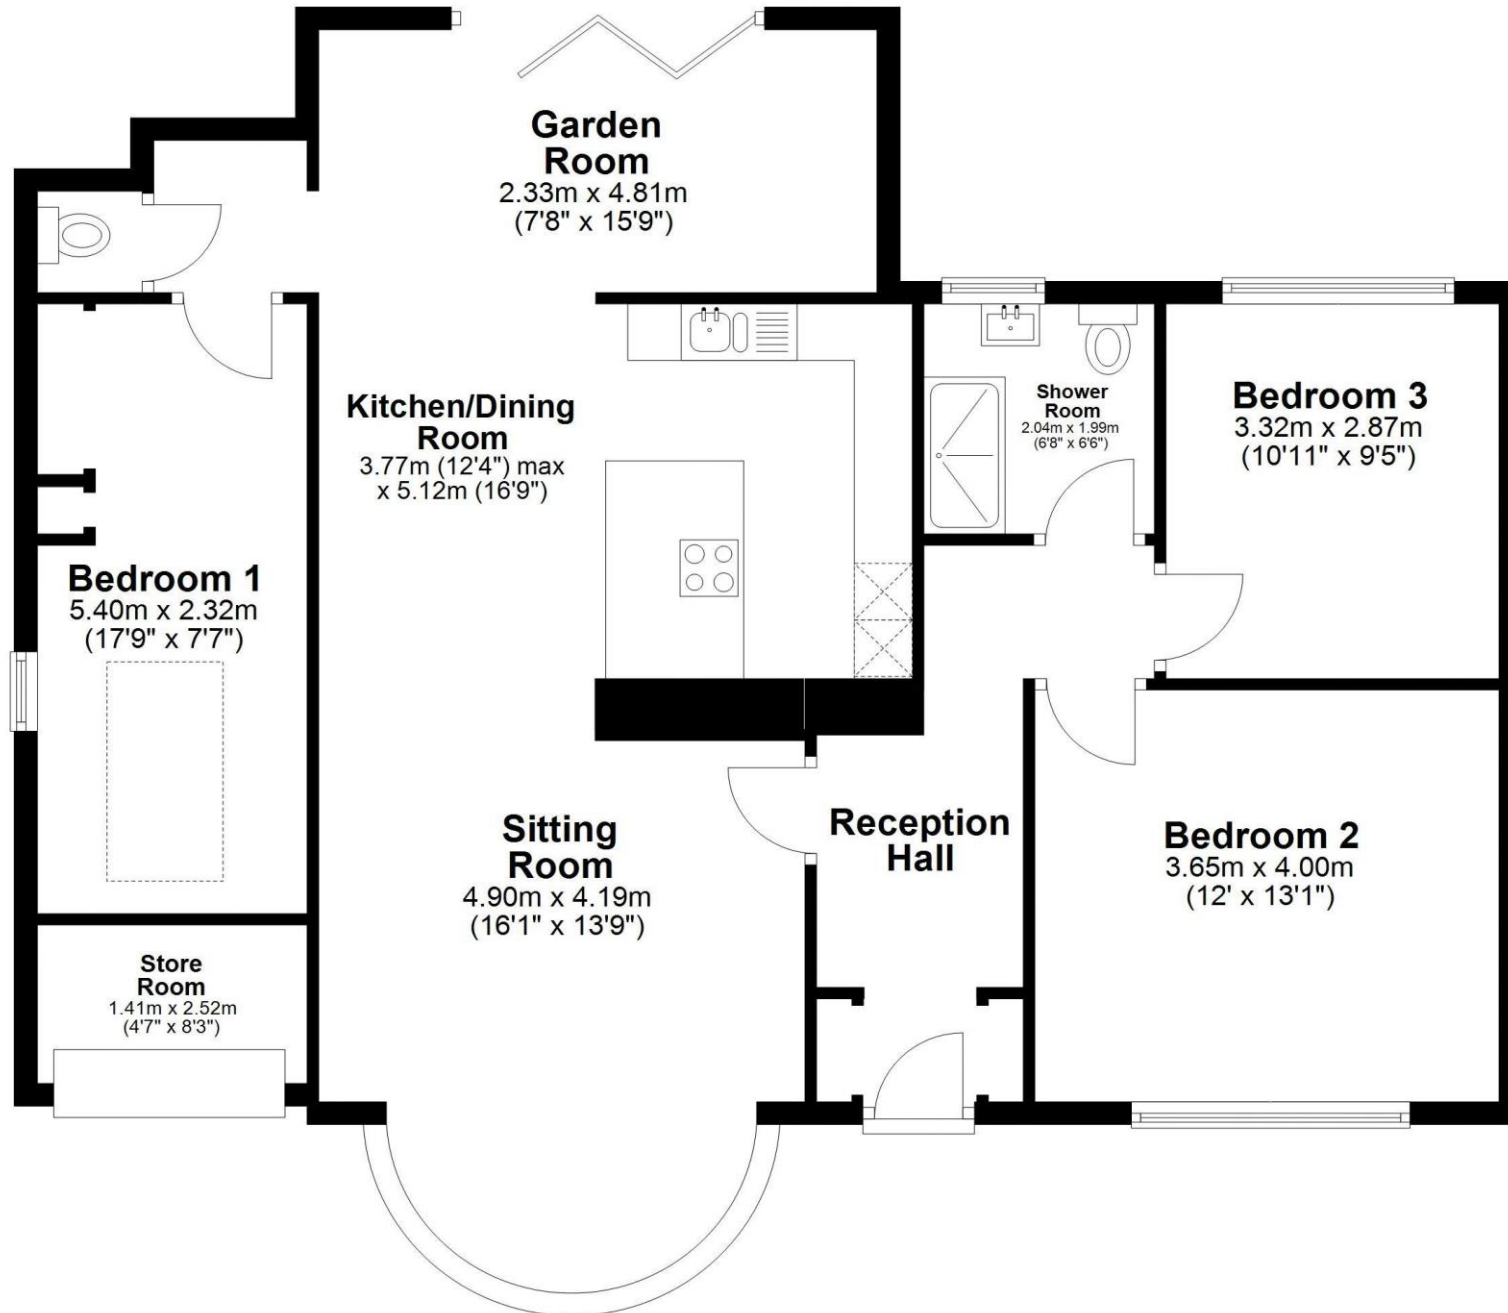 Garden
Room
2.33m x 4.81m
(7'8" x 15'9")
Kitchen/Dining
Room
3.77m (12'4") max
x 5.12m (16'9")
Shower
Room
2.04m x 1.99m
(6'8" x 6'6")
Bedroom 3
3.32m x 2.87m
(10'11" x 9'5")
Bedroom 1
5.40m x 2.32m
(17'9" x 7'7")
Sitting
Room
4.90m x 4.19m
(16'1" x 13'9")
Reception
Hall
Bedroom 2
3.65m x 4.00m
(12' x 13'1")
Store
Room
1.41m x 2.52m
(4'7" x 8'3")